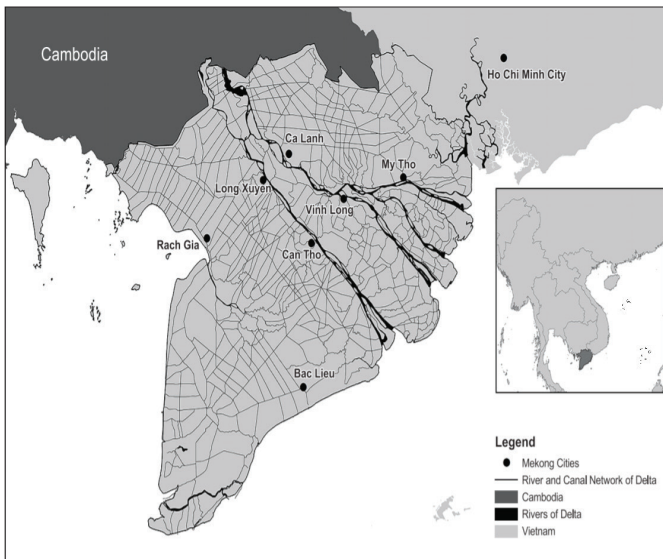 Cambodia
Ho Chi Minh City
Ca Lanh
My Tho
Long Xuyen
Vinh Long
Rach Gia
Can Tho
Bac Lieu
Legend
Mekong Cities
River and Canal Network of Delta
Cambodia
Rivers of Delta
Vietnam